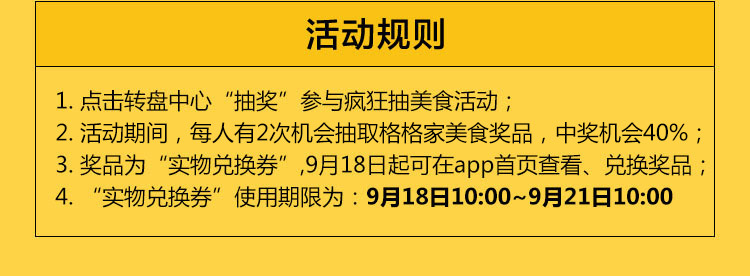 活动规则
1. 点击转盘中心“抽奖”参与疯狂抽美食活动；
2. 活动期间，每人有2次机会抽取格格家美食奖品，中奖机会40%；
3. 奖品为“实物兑换券”,9月18日起可在app首页查看、兑换奖品；
4. “实物兑换券”使用期限为：9月18日10:00~9月21日10:00